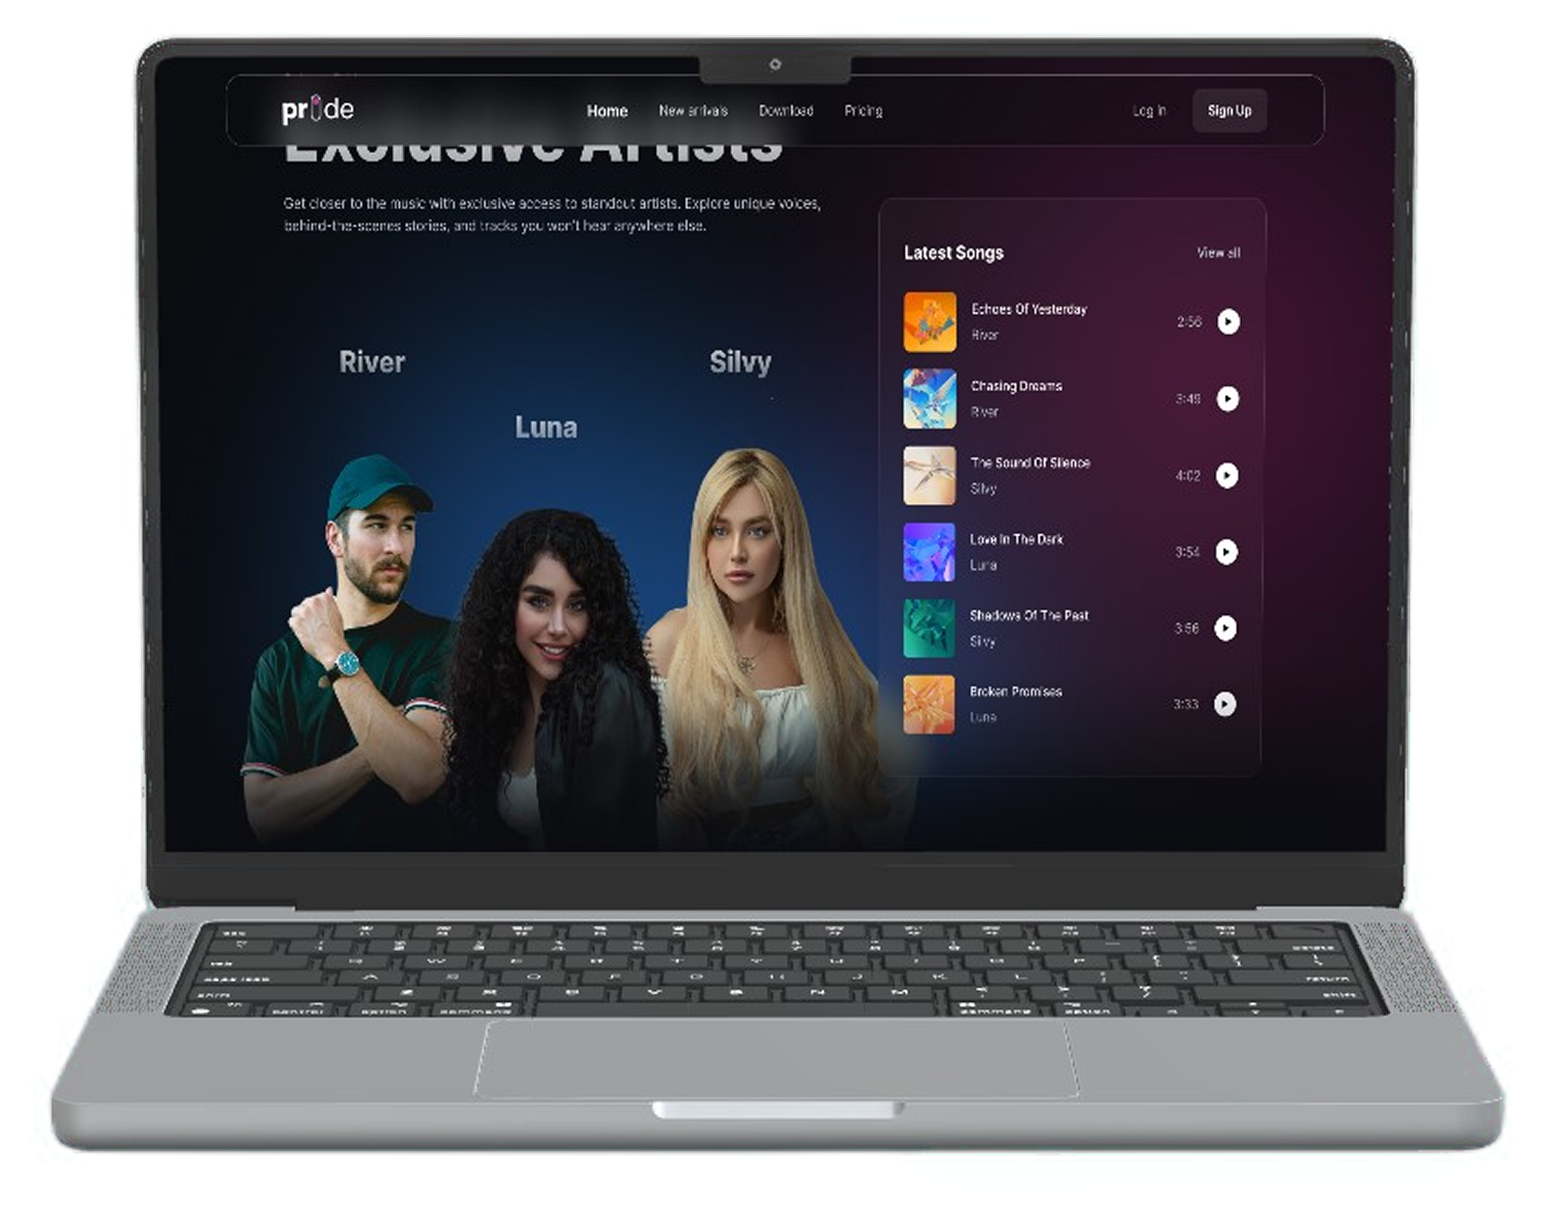 pride
Home
New arrivals
Download
Pricing
Log in
Sign Up
Exclusive Artists
Get closer to the music with exclusive access to standout artists. Explore unique voices,
behind-the-scenes stories, and tracks you won't hear anywhere else.
River
Silvy
Luna
Latest Songs
View all
Echoes Of Yesterday
River
2:56
Chasing Dreams
River
3:49
The Sound Of Silence
Silvy
4:02
Love In The Dark
Luna
3:54
Shadows Of The Past
Silvy
3:56
Broken Promises
Luna
3:33